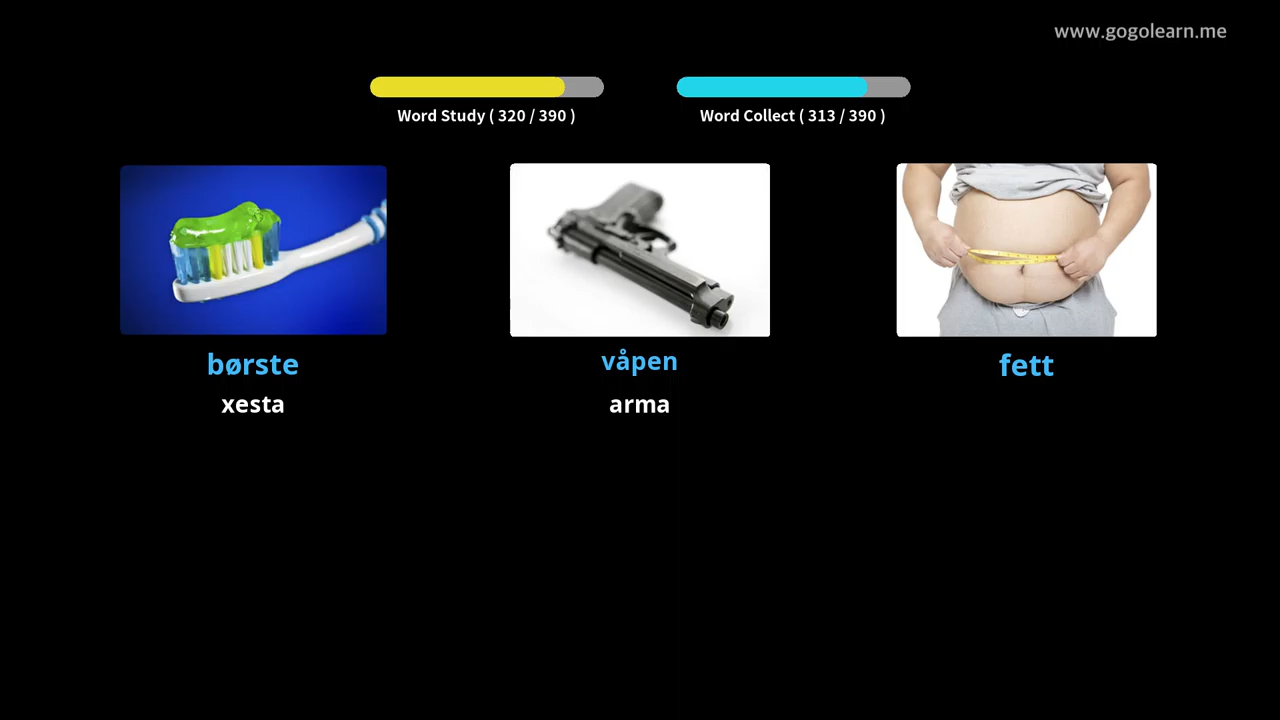 www.gogolearn.me
Word Study ( 320 / 390 )
Word Collect ( 313 / 390 )
børste
våpen
fett
xesta
arma